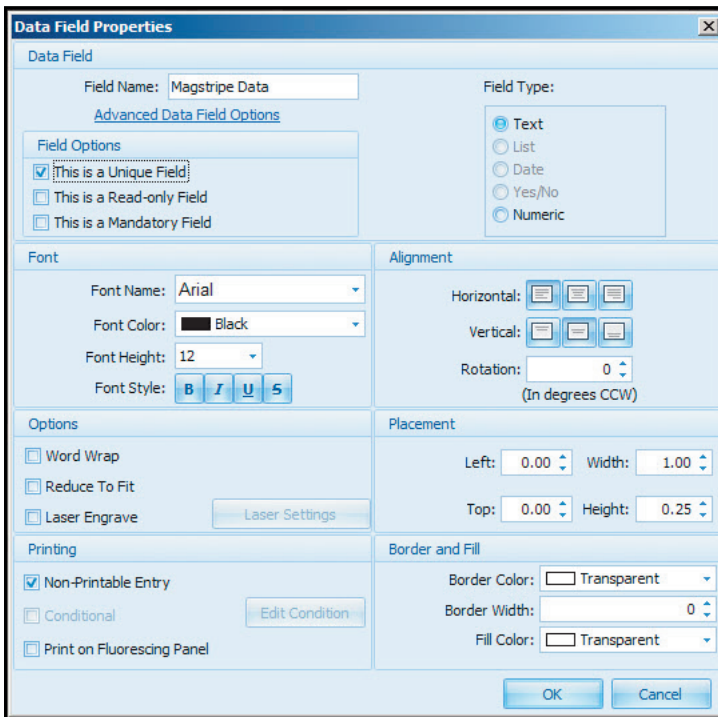 Data Field Properties
Data Field
Field Name: Magstripe Data
Advanced Data Field Options
Field Options
This is a Unique Field
This is a Read-only Field
This is a Mandatory Field
Field Type:
Text
List
Date
Yes/No
Numeric
Font
Font Name: Arial
Font Color: Black
Font Height: 12
Font Style: B I U S
Alignment
Horizontal:
Vertical:
Rotation: 0
(In degrees CCW)
Options
Word Wrap
Reduce To Fit
Laser Engrave Laser Settings
Placement
Left: 0.00 Width: 1.00
Top: 0.00 Height: 0.25
Printing
Non-Printable Entry
Conditional Edit Condition
Print on Fluorescing Panel
Border and Fill
Border Color: Transparent
Border Width: 0
Fill Color: Transparent
OK Cancel